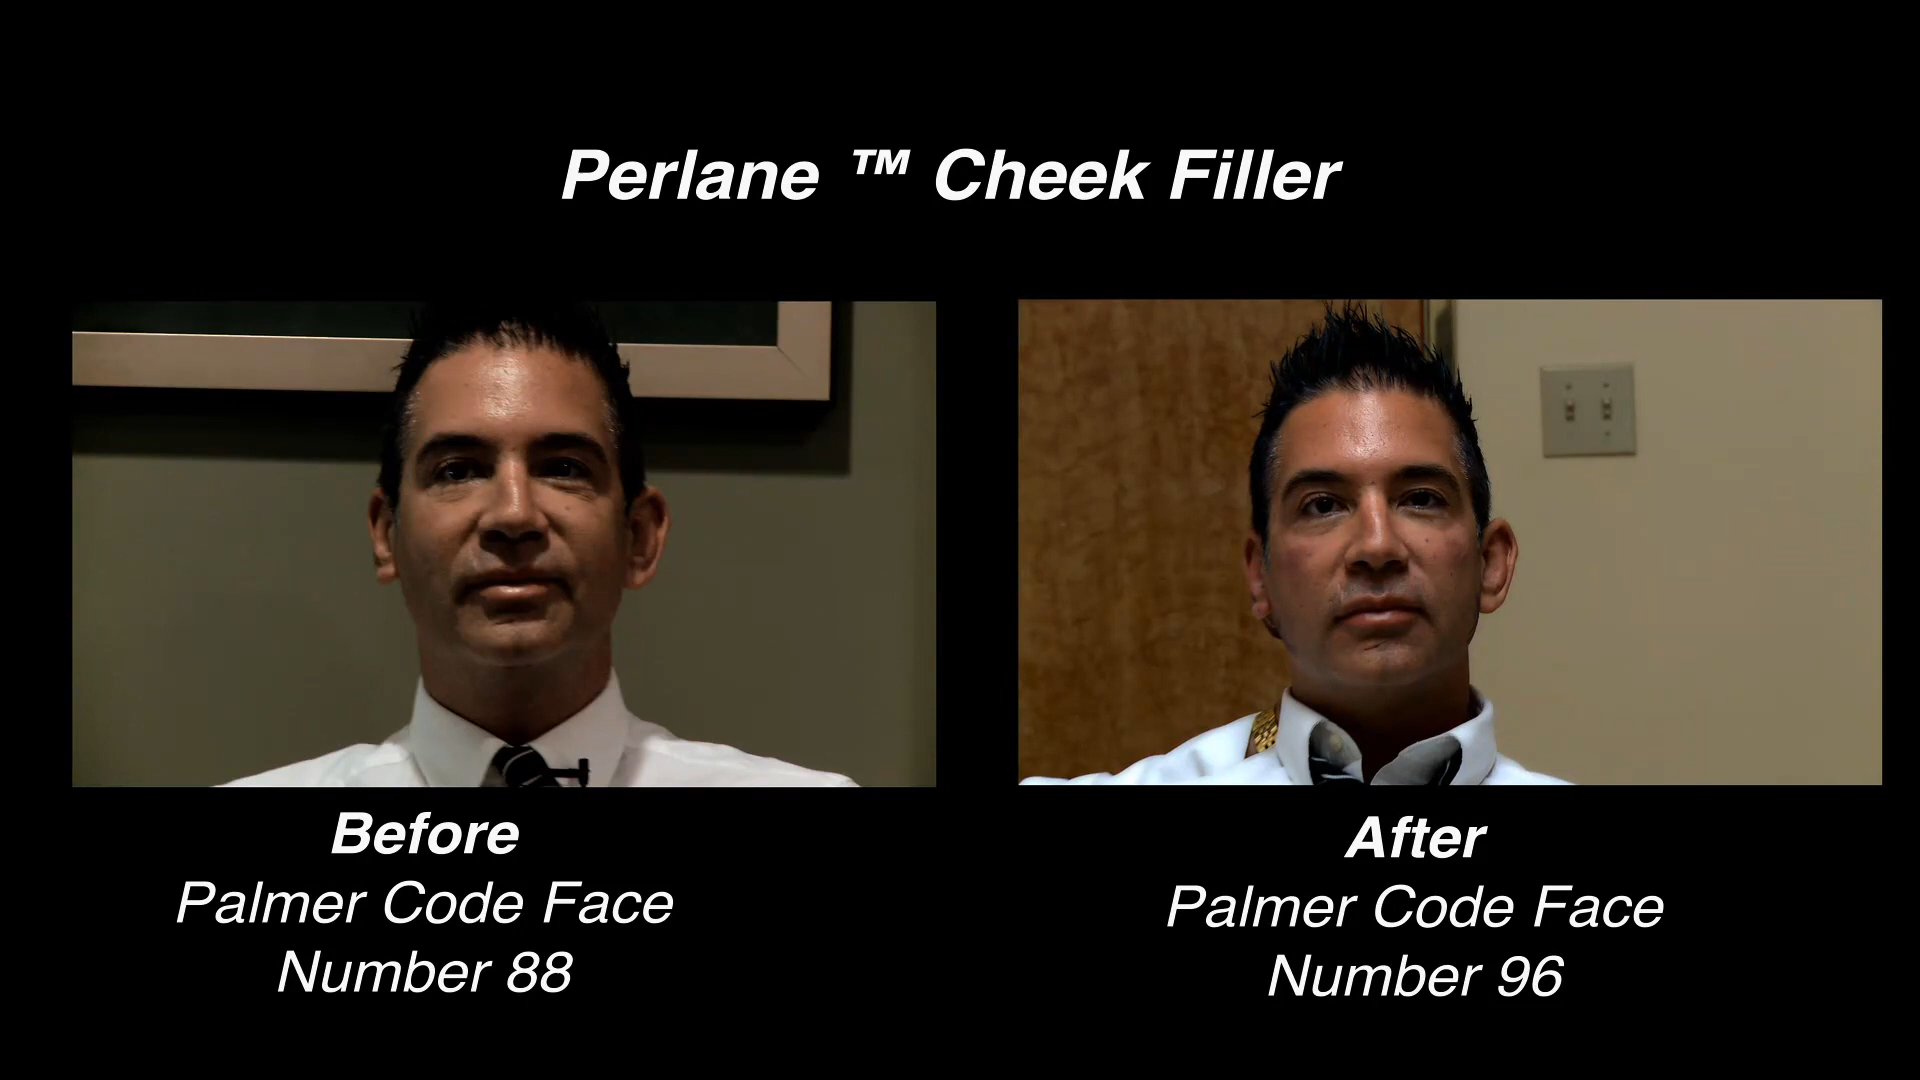 Perlane ™ Cheek Filler
Before
Palmer Code Face
Number 88
After
Palmer Code Face
Number 96